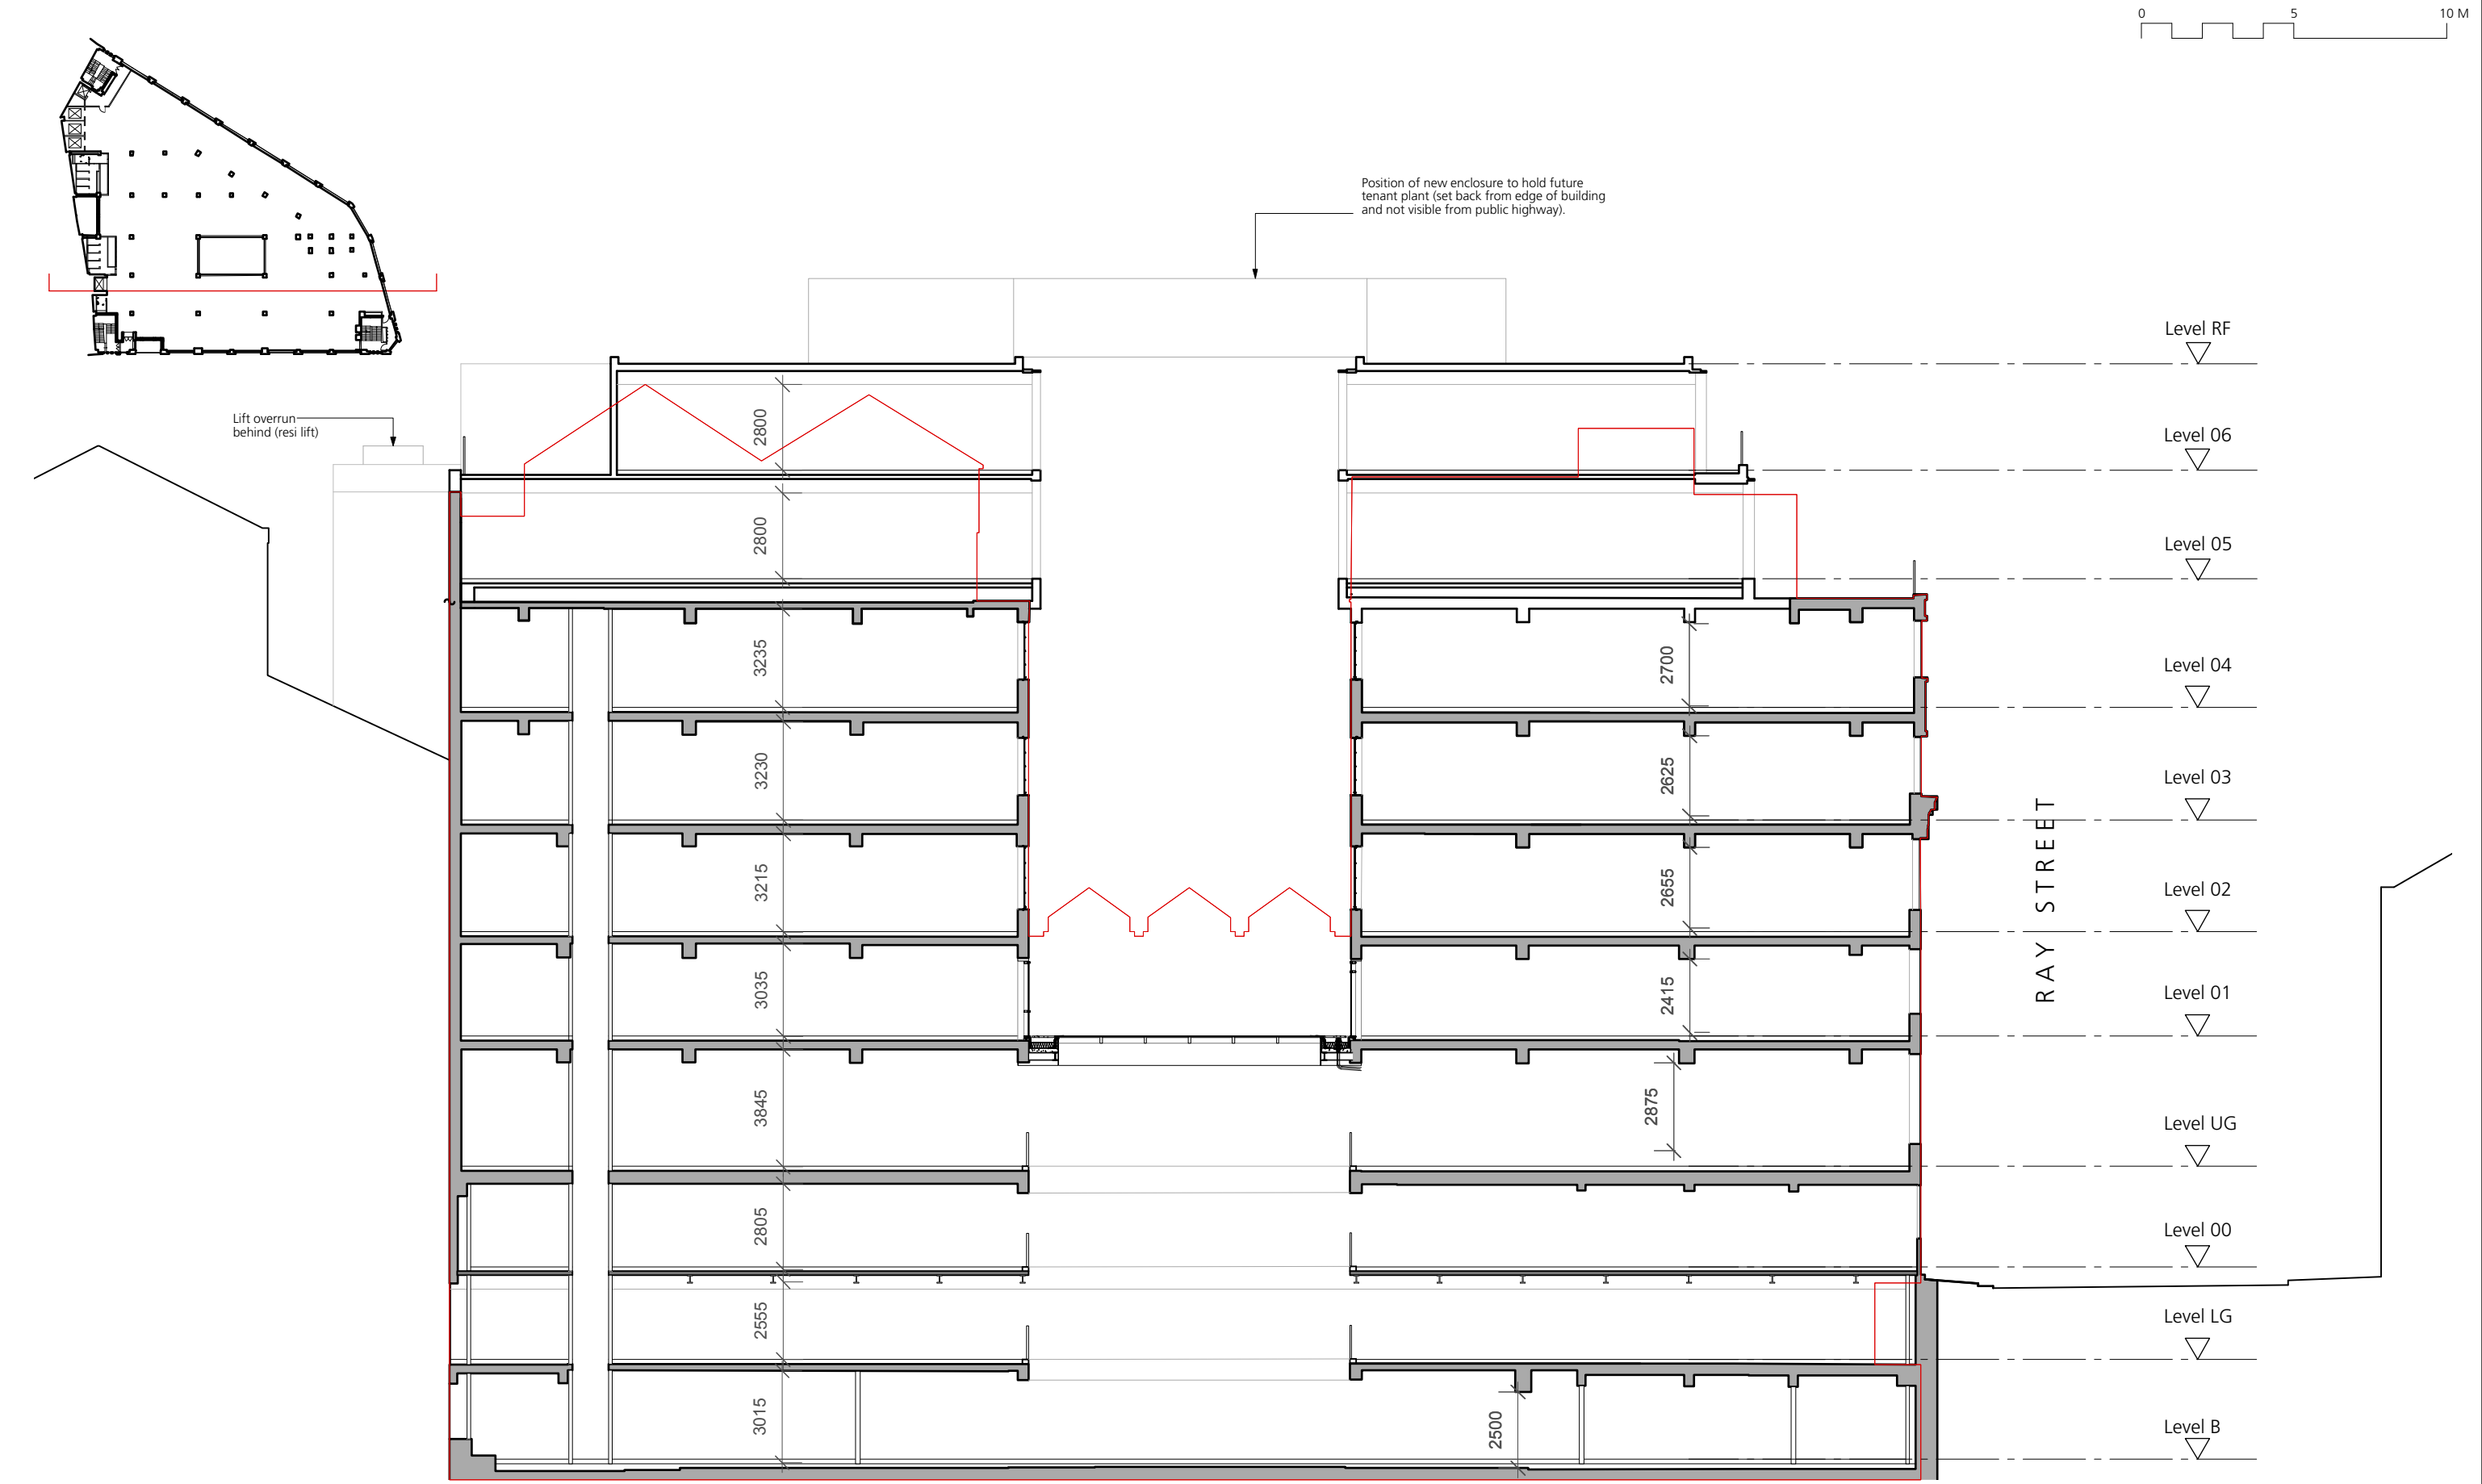 0 5 10 M
Position of new enclosure to hold future
tenant plant (set back from edge of building
and not visible from public highway).
Lift overrun
behind (resi lift)
Level RF
Level 06
Level 05
Level 04
Level 03
Level 02
Level 01
Level UG
Level 00
Level LG
Level B
RAY STREET
2800
2800
3235
3230
3215
3035
3845
2805
2555
3015
2700
2625
2655
2415
2875
2500